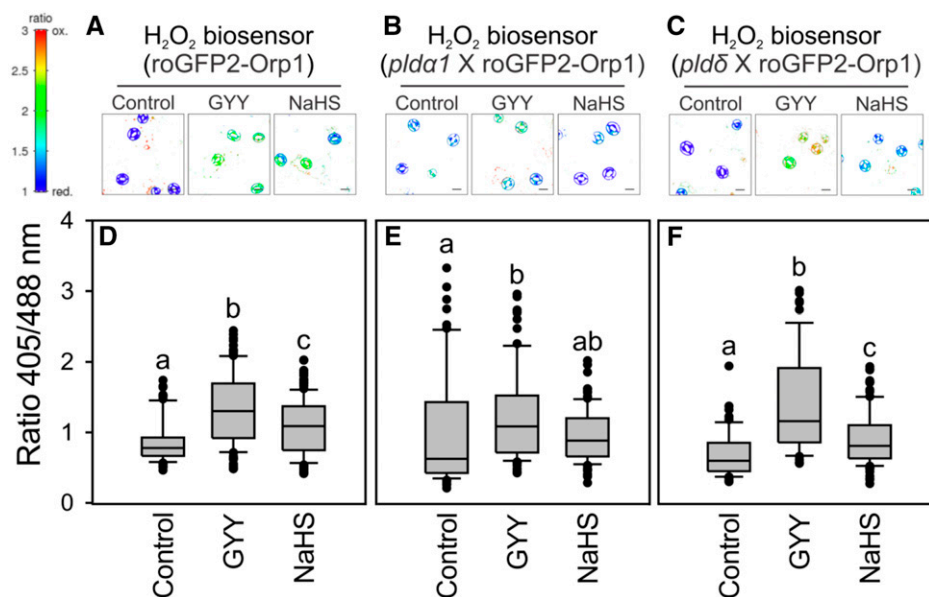 ratio
3
ox.
2.5
2
1.5
1
red.
A
H₂O₂ biosensor
(roGFP2-Orp1)
Control
GYY
NaHS
B
H₂O₂ biosensor
(pldα1 X roGFP2-Orp1)
Control
GYY
NaHS
C
H₂O₂ biosensor
(pldδ X roGFP2-Orp1)
Control
GYY
NaHS
Ratio 405/488 nm
4
3
2
1
0
D
a
b
c
Control
GYY
NaHS
E
a
b
ab
Control
GYY
NaHS
F
a
b
c
Control
GYY
NaHS